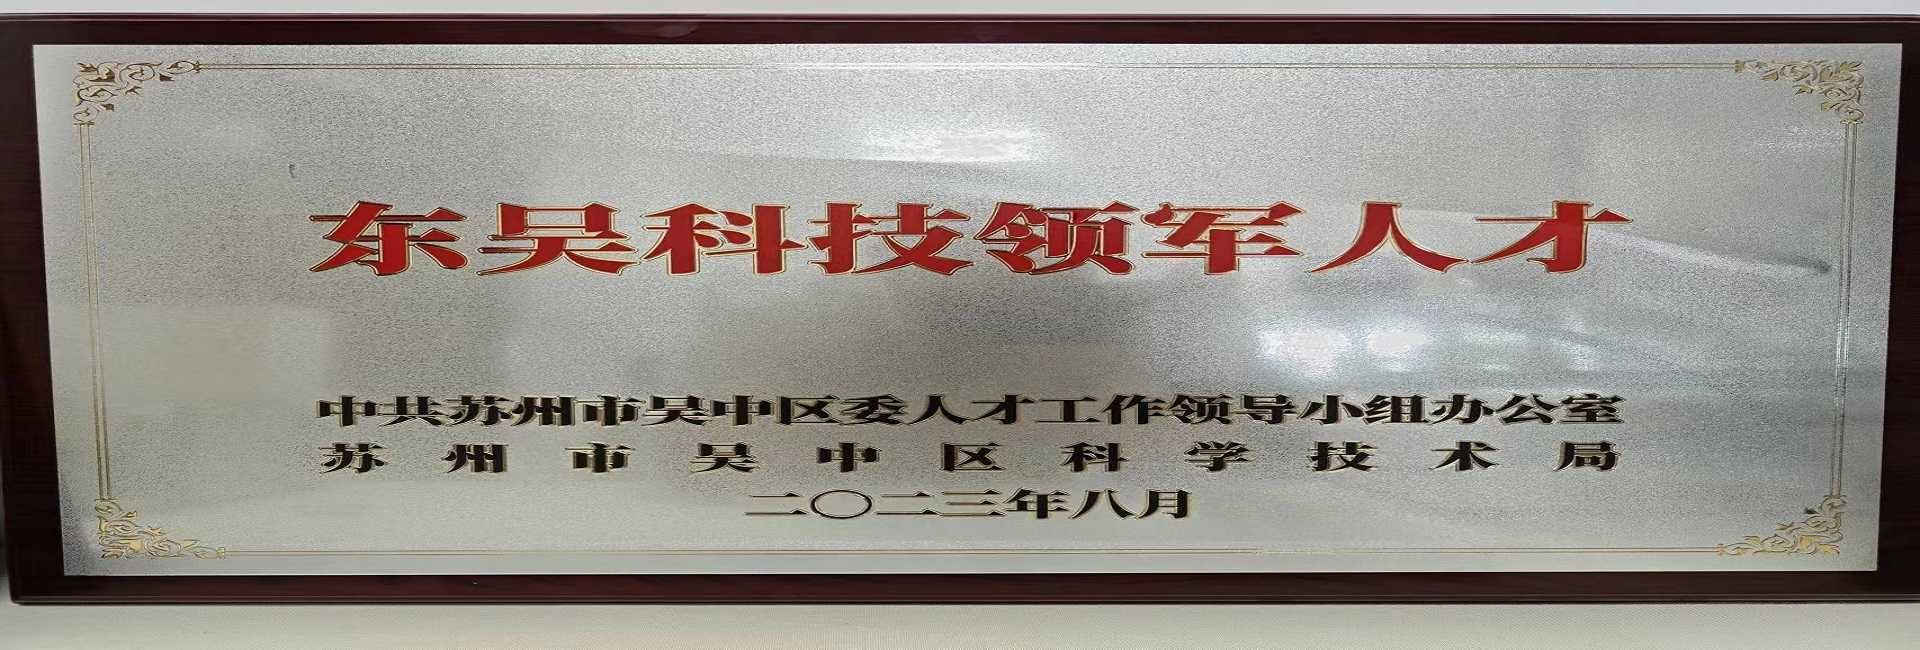 东吴科技领军人才
中共苏州市吴中区委人才工作领导小组办公室
苏州市吴中区科学技术局
二〇二三年八月